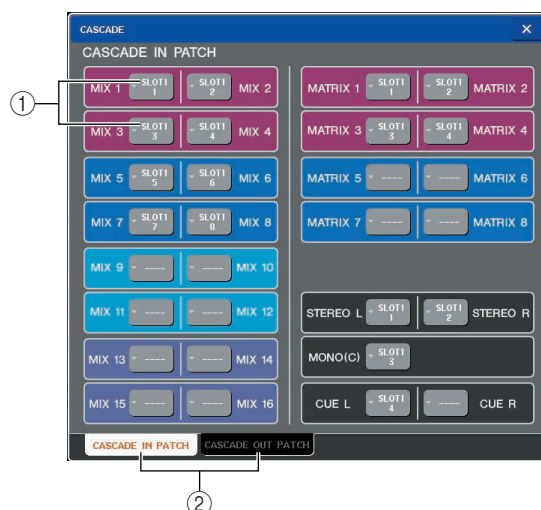 CASCADE ×
CASCADE IN PATCH
MIX 1 SLOT1 1 SLOT1 2 MIX 2
MIX 3 SLOT1 3 SLOT1 4 MIX 4
MIX 5 SLOT1 5 SLOT1 6 MIX 6
MIX 7 SLOT1 7 SLOT1 8 MIX 8
MIX 9 ---- ---- MIX 10
MIX 11 ---- ---- MIX 12
MIX 13 ---- ---- MIX 14
MIX 15 ---- ---- MIX 16
MATRIX 1 SLOT1 1 SLOT1 2 MATRIX 2
MATRIX 3 SLOT1 3 SLOT1 4 MATRIX 4
MATRIX 5 ---- ---- MATRIX 6
MATRIX 7 ---- ---- MATRIX 8
STEREO L SLOT1 1 SLOT1 2 STEREO R
MONO(C) SLOT1 3
CUE L SLOT1 4 ---- CUE R
CASCADE IN PATCH CASCADE OUT PATCH
①
②